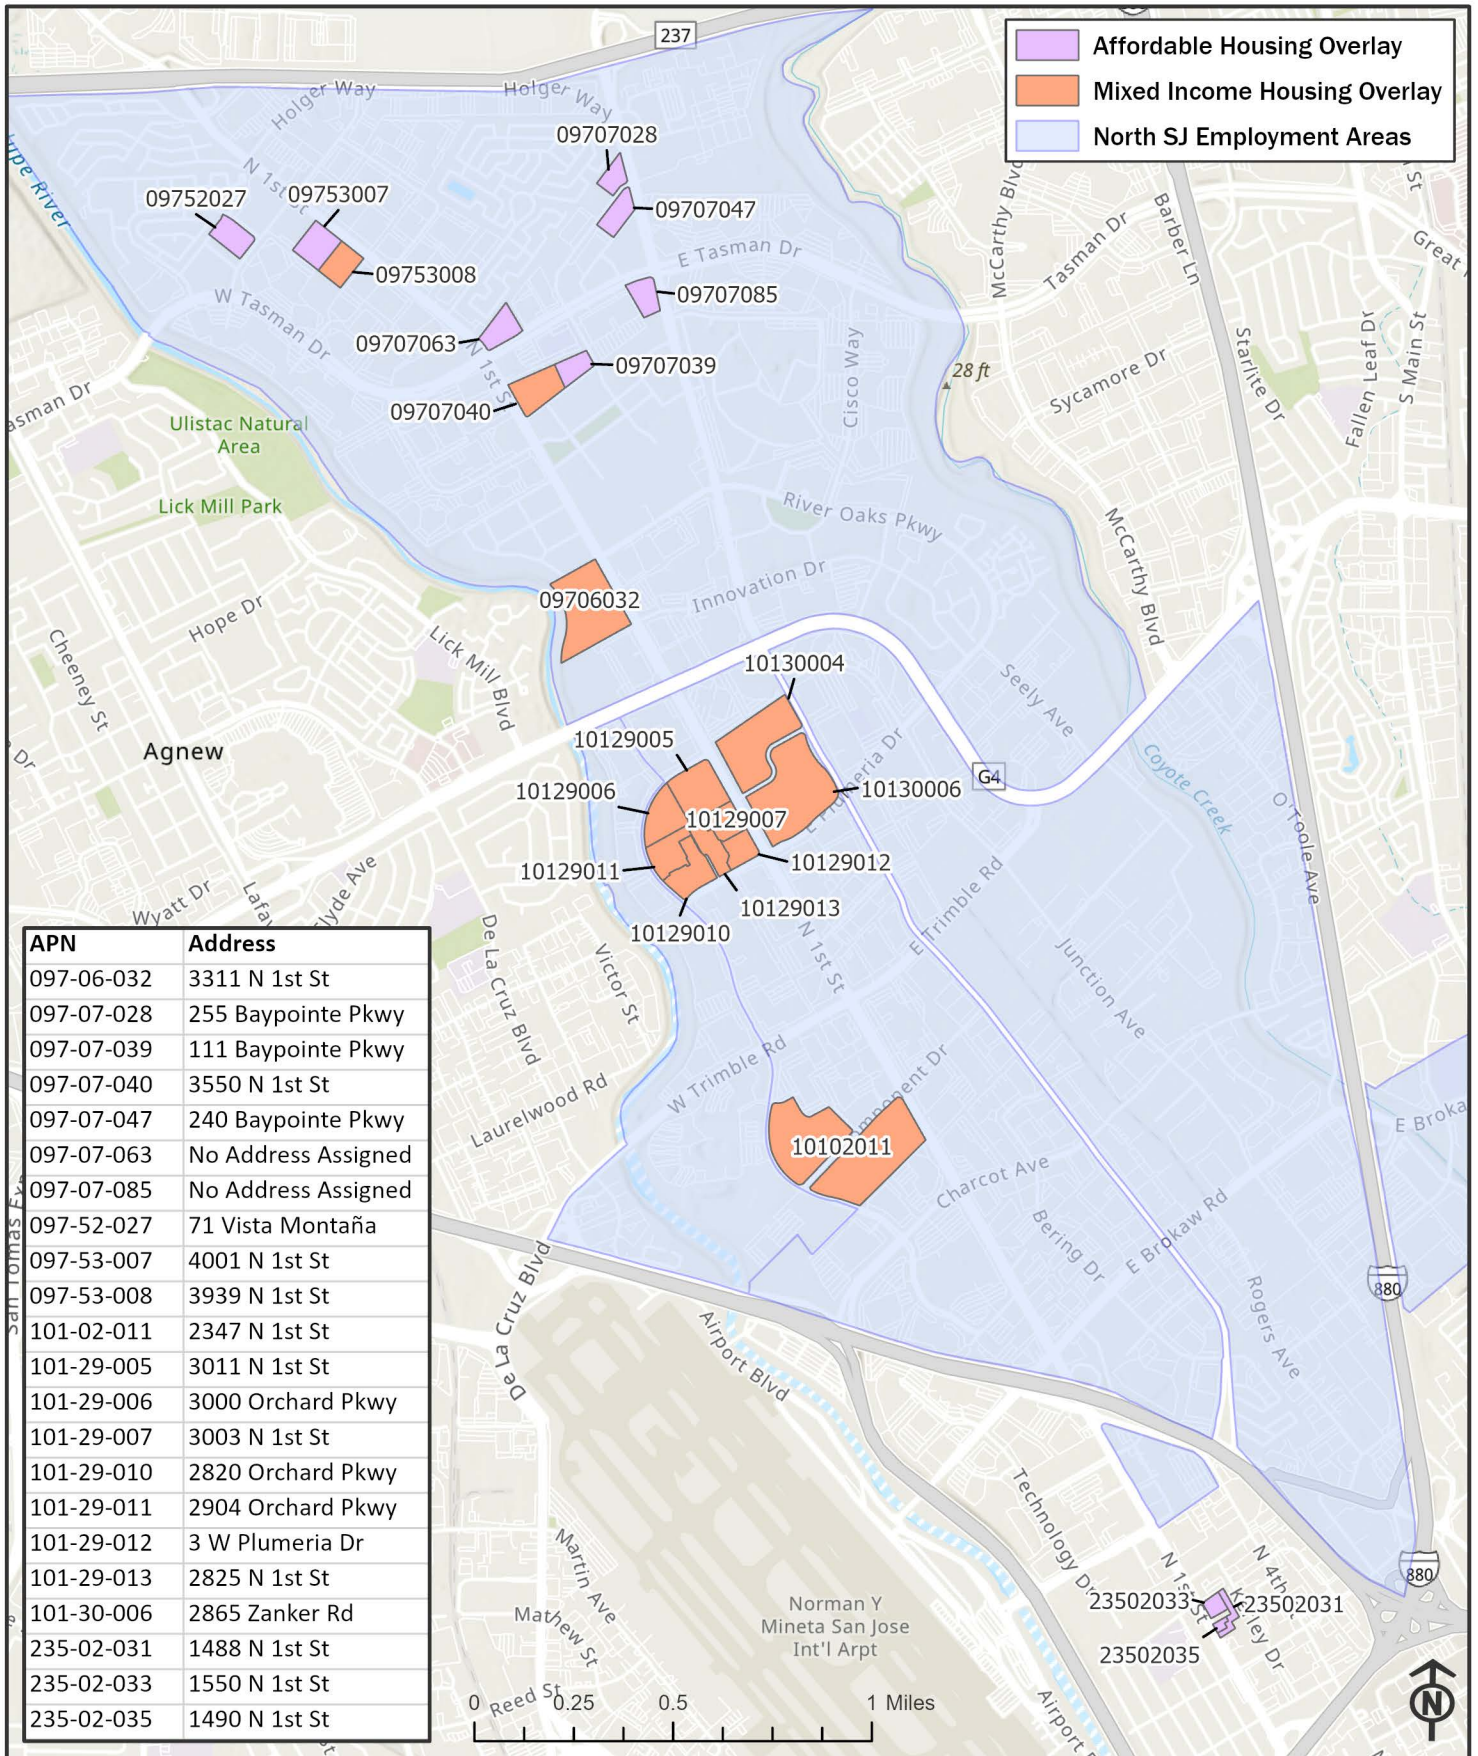 237
Affordable Housing Overlay
Mixed Income Housing Overlay
North SJ Employment Areas
Holger Way
Holger Way
09707028
N 1st St
09752027
09753007
09707047
E Tasman Dr
09753008
09707085
W Tasman Dr
09707063
N 1st St
09707039
09707040
McCarthy Blvd
Tasman Dr
Barber Ln
Great
St
28 ft
Sycamore Dr
Starlite Dr
Fallen Leaf Dr
S Main St
Cisco Way
Ulistac Natural
Area
Lick Mill Park
River Oaks Pkwy
McCarthy Blvd
Innovation Dr
09706032
Hope Dr
Cheeney St
Lick Mill Blvd
Agnew
Dr
10130004
Seely Ave
10129005
10129006
10129007
10130006
G4
Coyote Creek
O'Toole Ave
10129011
10129012
10129013
10129010
Wyatt Dr
Clyde Ave
De La Cruz Blvd
Victor St
N 1st St
E Trimble Rd
Junction Ave
W Trimble Rd
Laurelwood Rd
10102011
Charcot Ave
Bering Dr
E Brokaw Rd
Rogers Ave
880
De La Cruz Blvd
Airport Blvd
APN Address
097-06-032 3311 N 1st St
097-07-028 255 Baypointe Pkwy
097-07-039 111 Baypointe Pkwy
097-07-040 3550 N 1st St
097-07-047 240 Baypointe Pkwy
097-07-063 No Address Assigned
097-07-085 No Address Assigned
097-52-027 71 Vista Montaña
097-53-007 4001 N 1st St
097-53-008 3939 N 1st St
101-02-011 2347 N 1st St
101-29-005 3011 N 1st St
101-29-006 3000 Orchard Pkwy
101-29-007 3003 N 1st St
101-29-010 2820 Orchard Pkwy
101-29-011 2904 Orchard Pkwy
101-29-012 3 W Plumeria Dr
101-29-013 2825 N 1st St
101-30-006 2865 Zanker Rd
235-02-031 1488 N 1st St
235-02-033 1550 N 1st St
235-02-035 1490 N 1st St
Technology Dr
N 1st St
N 4th
880
23502033
23502031
23502035
Martin Ave
Mathew St
Reed St
Norman Y
Mineta San Jose
Int'l Arpt
Airport
0 0.25 0.5 1 Miles
N